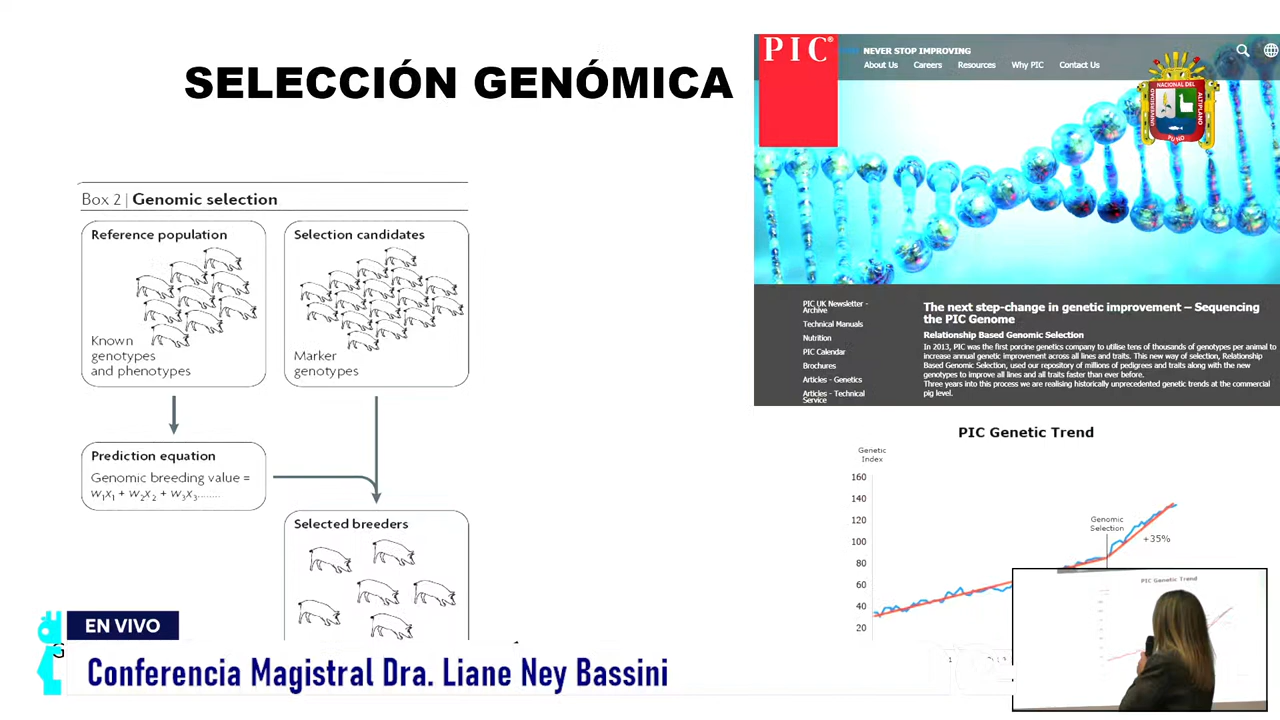 SELECCIÓN GENÓMICA
Box 2 | Genomic selection
Reference population
Known
genotypes
and phenotypes
Selection candidates
Marker
genotypes
Prediction equation
Genomic breeding value =
w₁x₁ + w₂x₂ + w₃x₃........
Selected breeders
PIC®
NEVER STOP IMPROVING
About Us Careers Resources Why PIC Contact Us
UNIVERSIDAD NACIONAL DEL ALTIPLANO
PUNO
PIC UK Newsletter -
Archive
Technical Manuals
Nutrition
PIC Calendar
Brochures
Articles - Genetics
Articles - Technical
Service
The next step-change in genetic improvement – Sequencing
the PIC Genome
Relationship Based Genomic Selection
In 2013, PIC was the first porcine genetics company to utilise tens of thousands of genotypes per animal to
increase annual genetic improvement across all lines and traits. This new way of selection, Relationship
Based Genomic Selection, used our repository of millions of pedigrees and traits along with the new
genotypes to improve all lines and all traits faster than ever before.
Three years into this process we are realising historically unprecedented genetic trends at the commercial
pig level.
PIC Genetic Trend
Genetic
Index
160
140
120
100
80
60
40
20
Genomic
Selection
+35%
PIC Genetic Trend
EN VIVO
Conferencia Magistral Dra. Liane Ney Bassini